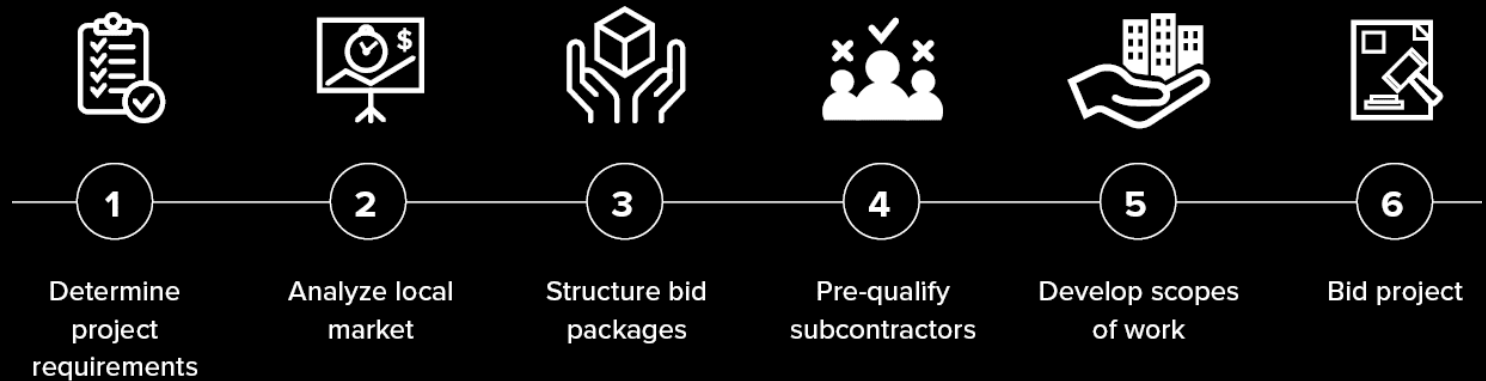 $
1
2
3
4
5
6
Determine
project
requirements
Analyze local
market
Structure bid
packages
Pre-qualify
subcontractors
Develop scopes
of work
Bid project